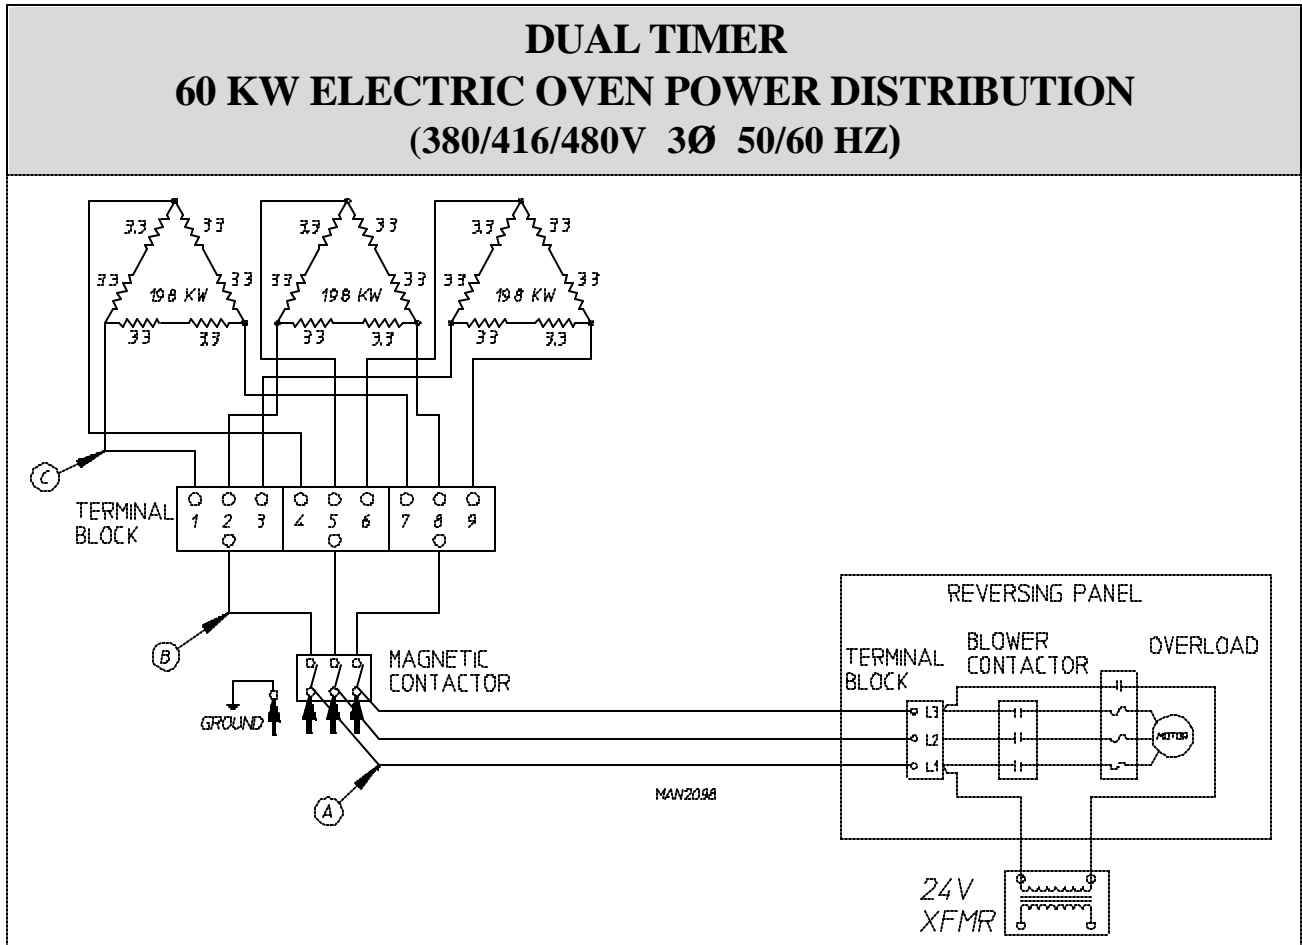 DUAL TIMER
60 KW ELECTRIC OVEN POWER DISTRIBUTION
(380/416/480V 3Ø 50/60 HZ)
3.3 3.3 3.3 3.3 3.3 3.3
3.3 3.3 3.3 3.3 3.3 3.3
19.8 KW 19.8 KW 19.8 KW
3.3 3.3 3.3 3.3 3.3 3.3
C
TERMINAL
BLOCK
1 2 3 4 5 6 7 8 9
B
MAGNETIC
CONTACTOR
GROUND
A
MAN2098
REVERSING PANEL
TERMINAL
BLOCK
BLOWER
CONTACTOR
OVERLOAD
L3
L2
L1
MOTOR
24V
XFMR